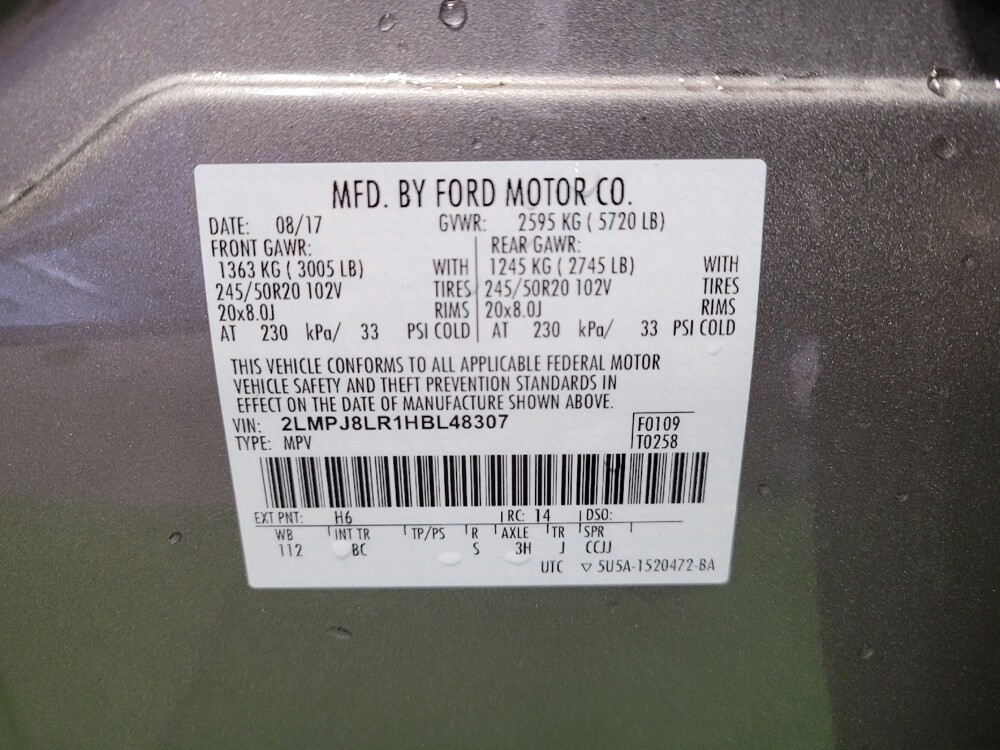 MFD. BY FORD MOTOR CO.
DATE: 08/17 GVWR: 2595 KG ( 5720 LB)
FRONT GAWR: REAR GAWR:
1363 KG ( 3005 LB) WITH 1245 KG ( 2745 LB) WITH
245/50R20 102V TIRES 245/50R20 102V TIRES
20x8.0J RIMS 20x8.0J RIMS
AT 230 kPa/ 33 PSI COLD AT 230 kPa/ 33 PSI COLD
THIS VEHICLE CONFORMS TO ALL APPLICABLE FEDERAL MOTOR
VEHICLE SAFETY AND THEFT PREVENTION STANDARDS IN
EFFECT ON THE DATE OF MANUFACTURE SHOWN ABOVE.
VIN: 2LMPJ8LR1HBL48307 F0109
TYPE: MPV T0258
EXT PNT: H6 RC: 14 DSO:
WB INT TR TP/PS R AXLE TR SPR
112 BC S 3H J CCJJ
UTC ▽ 5U5A-1520472-BA